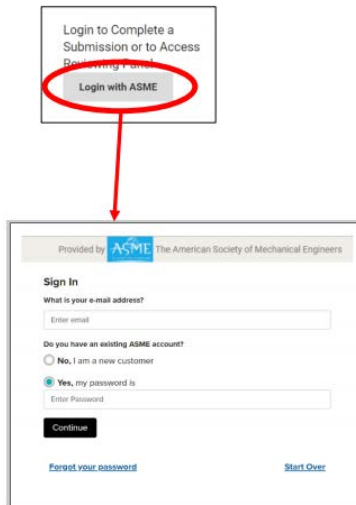 Login to Complete a
Submission or to Access
Reviewing Panel
Login with ASME
Provided by ASME The American Society of Mechanical Engineers
Sign In
What is your e-mail address?
Enter email
Do you have an existing ASME account?
No, I am a new customer
Yes, my password is
Enter Password
Continue
Forgot your password Start Over